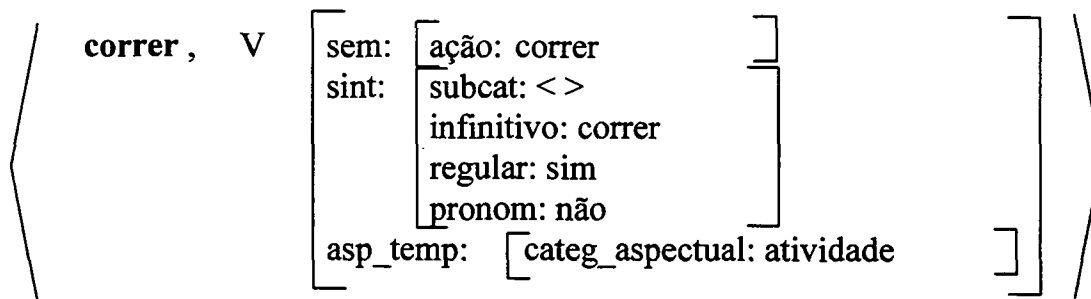 correr , V sem: ação: correr
sint: subcat: < >
infinitivo: correr
regular: sim
pronom: não
asp_temp: categ_aspectual: atividade